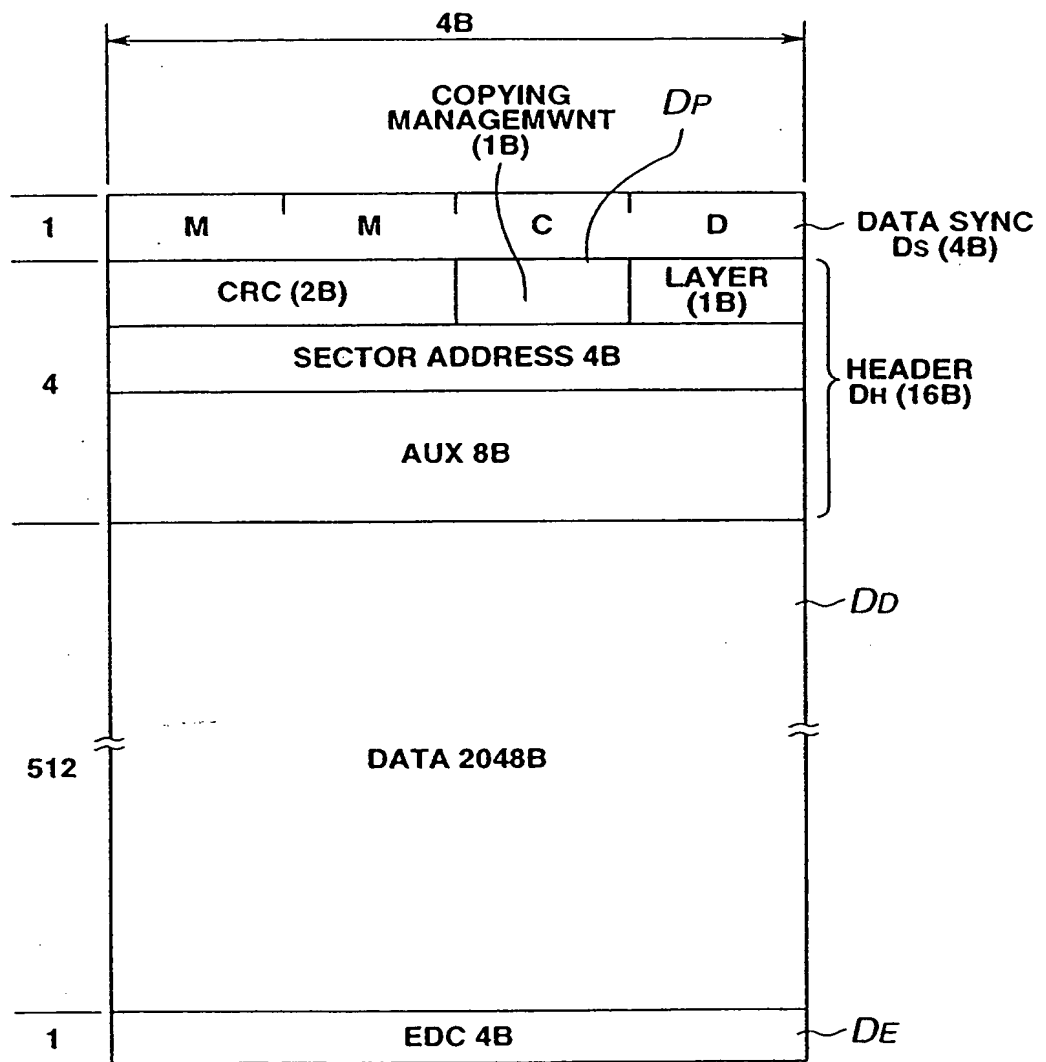 4B
COPYING
MANAGEMWNT
(1B)
DP
1
M M C D
DATA SYNC
DS (4B)
CRC (2B)
LAYER
(1B)
4
SECTOR ADDRESS 4B
HEADER
DH (16B)
AUX 8B
DD
512
DATA 2048B
1
EDC 4B
DE